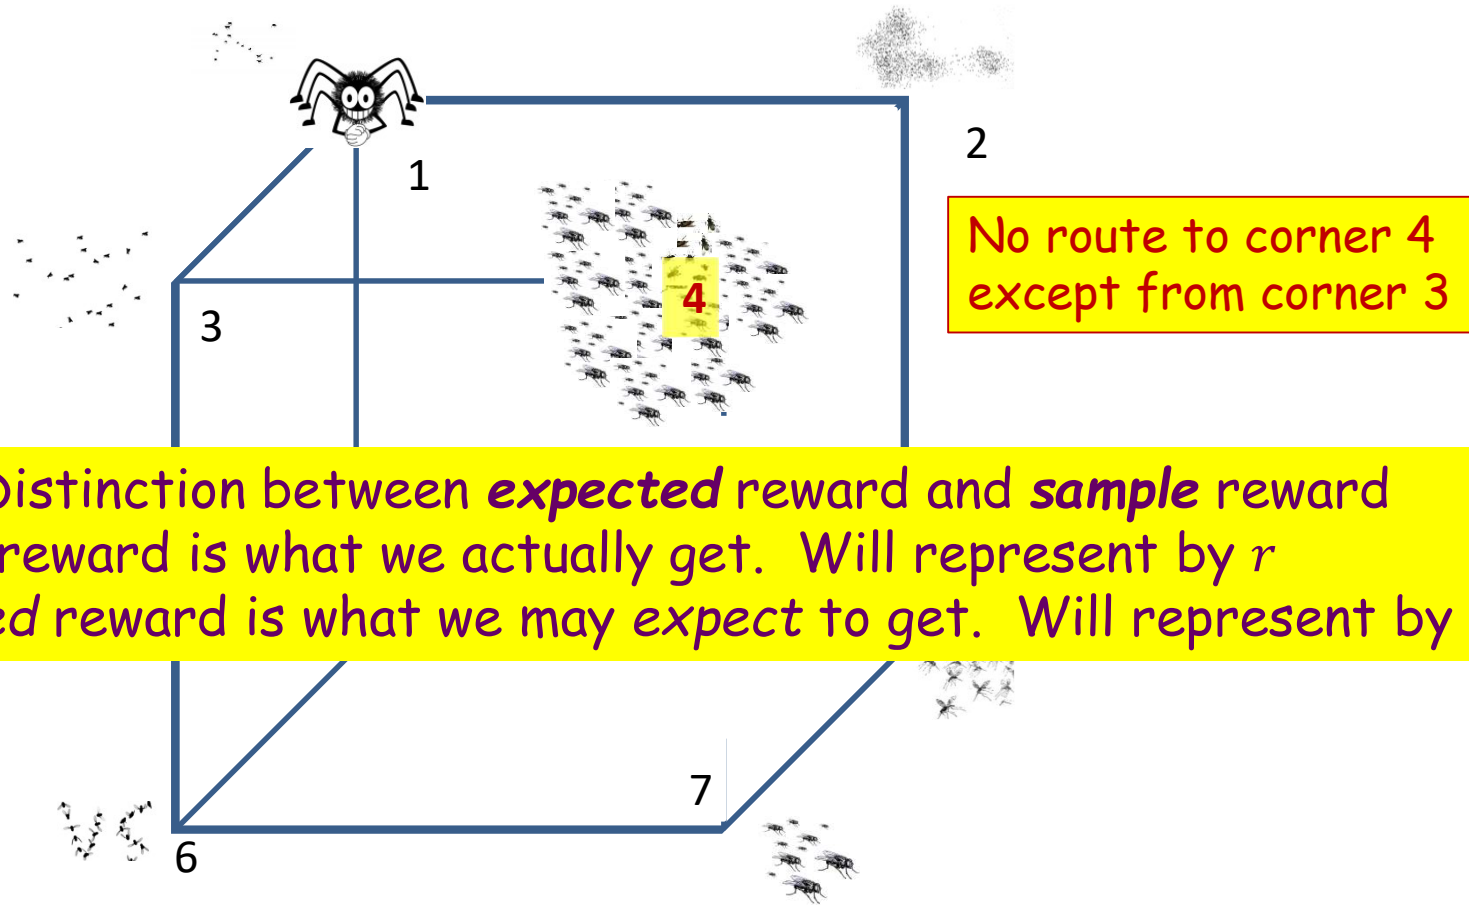 1
2
No route to corner 4
except from corner 3
4
3
Distinction between expected reward and sample reward
reward is what we actually get. Will represent by r
reward is what we may expect to get. Will represent by
7
6